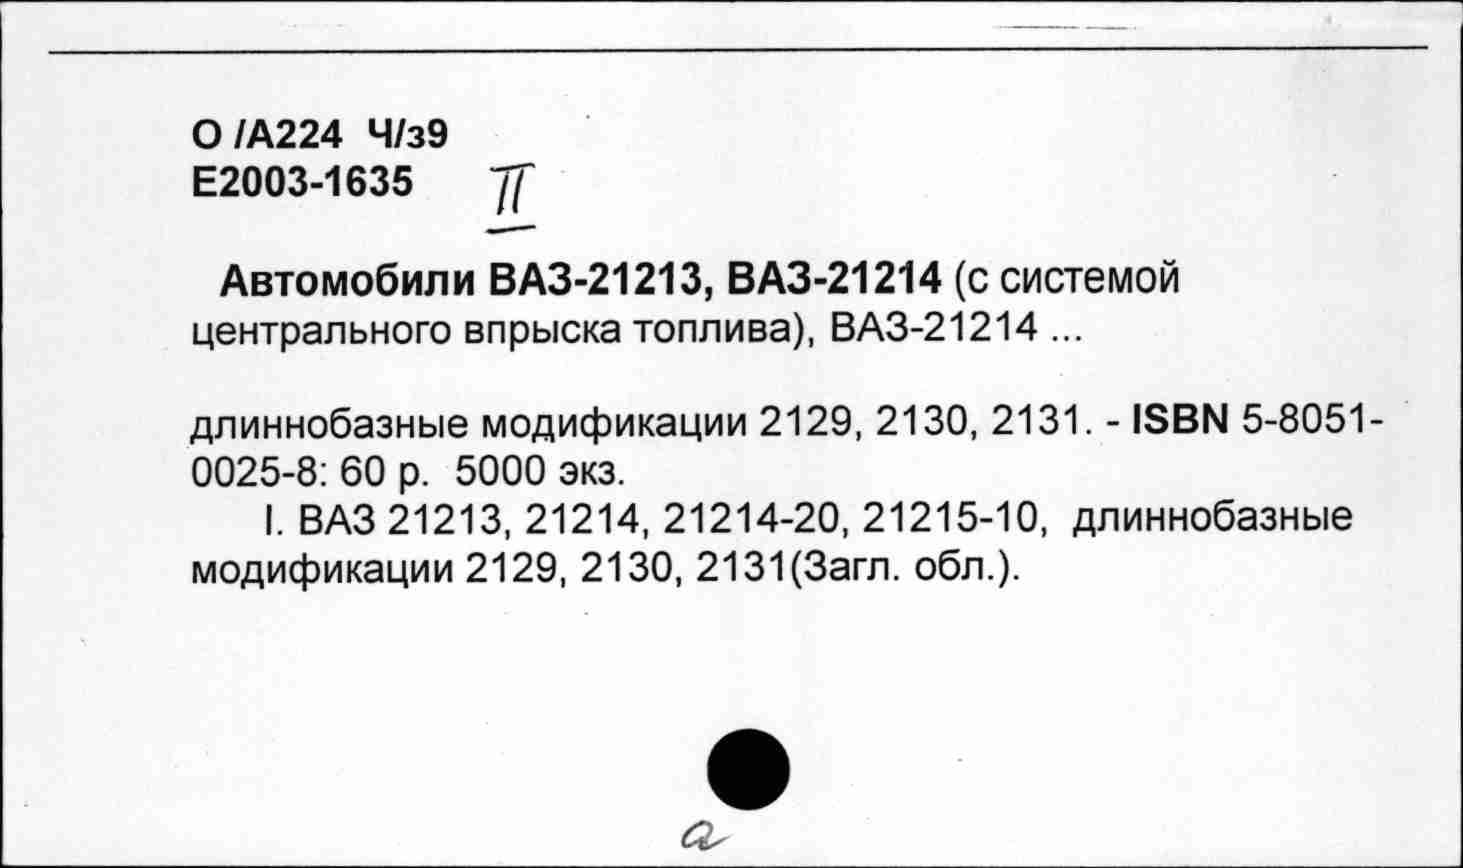 О /А224 Ч/з9
Е2003-1635 II
Автомобили ВАЗ-21213, ВАЗ-21214 (с системой
центрального впрыска топлива), ВАЗ-21214 ...
длиннобазные модификации 2129, 2130, 2131. - ISBN 5-8051-
0025-8: 60 р. 5000 экз.
I. ВАЗ 21213, 21214, 21214-20, 21215-10, длиннобазные
модификации 2129, 2130, 2131(Загл. обл.).
а